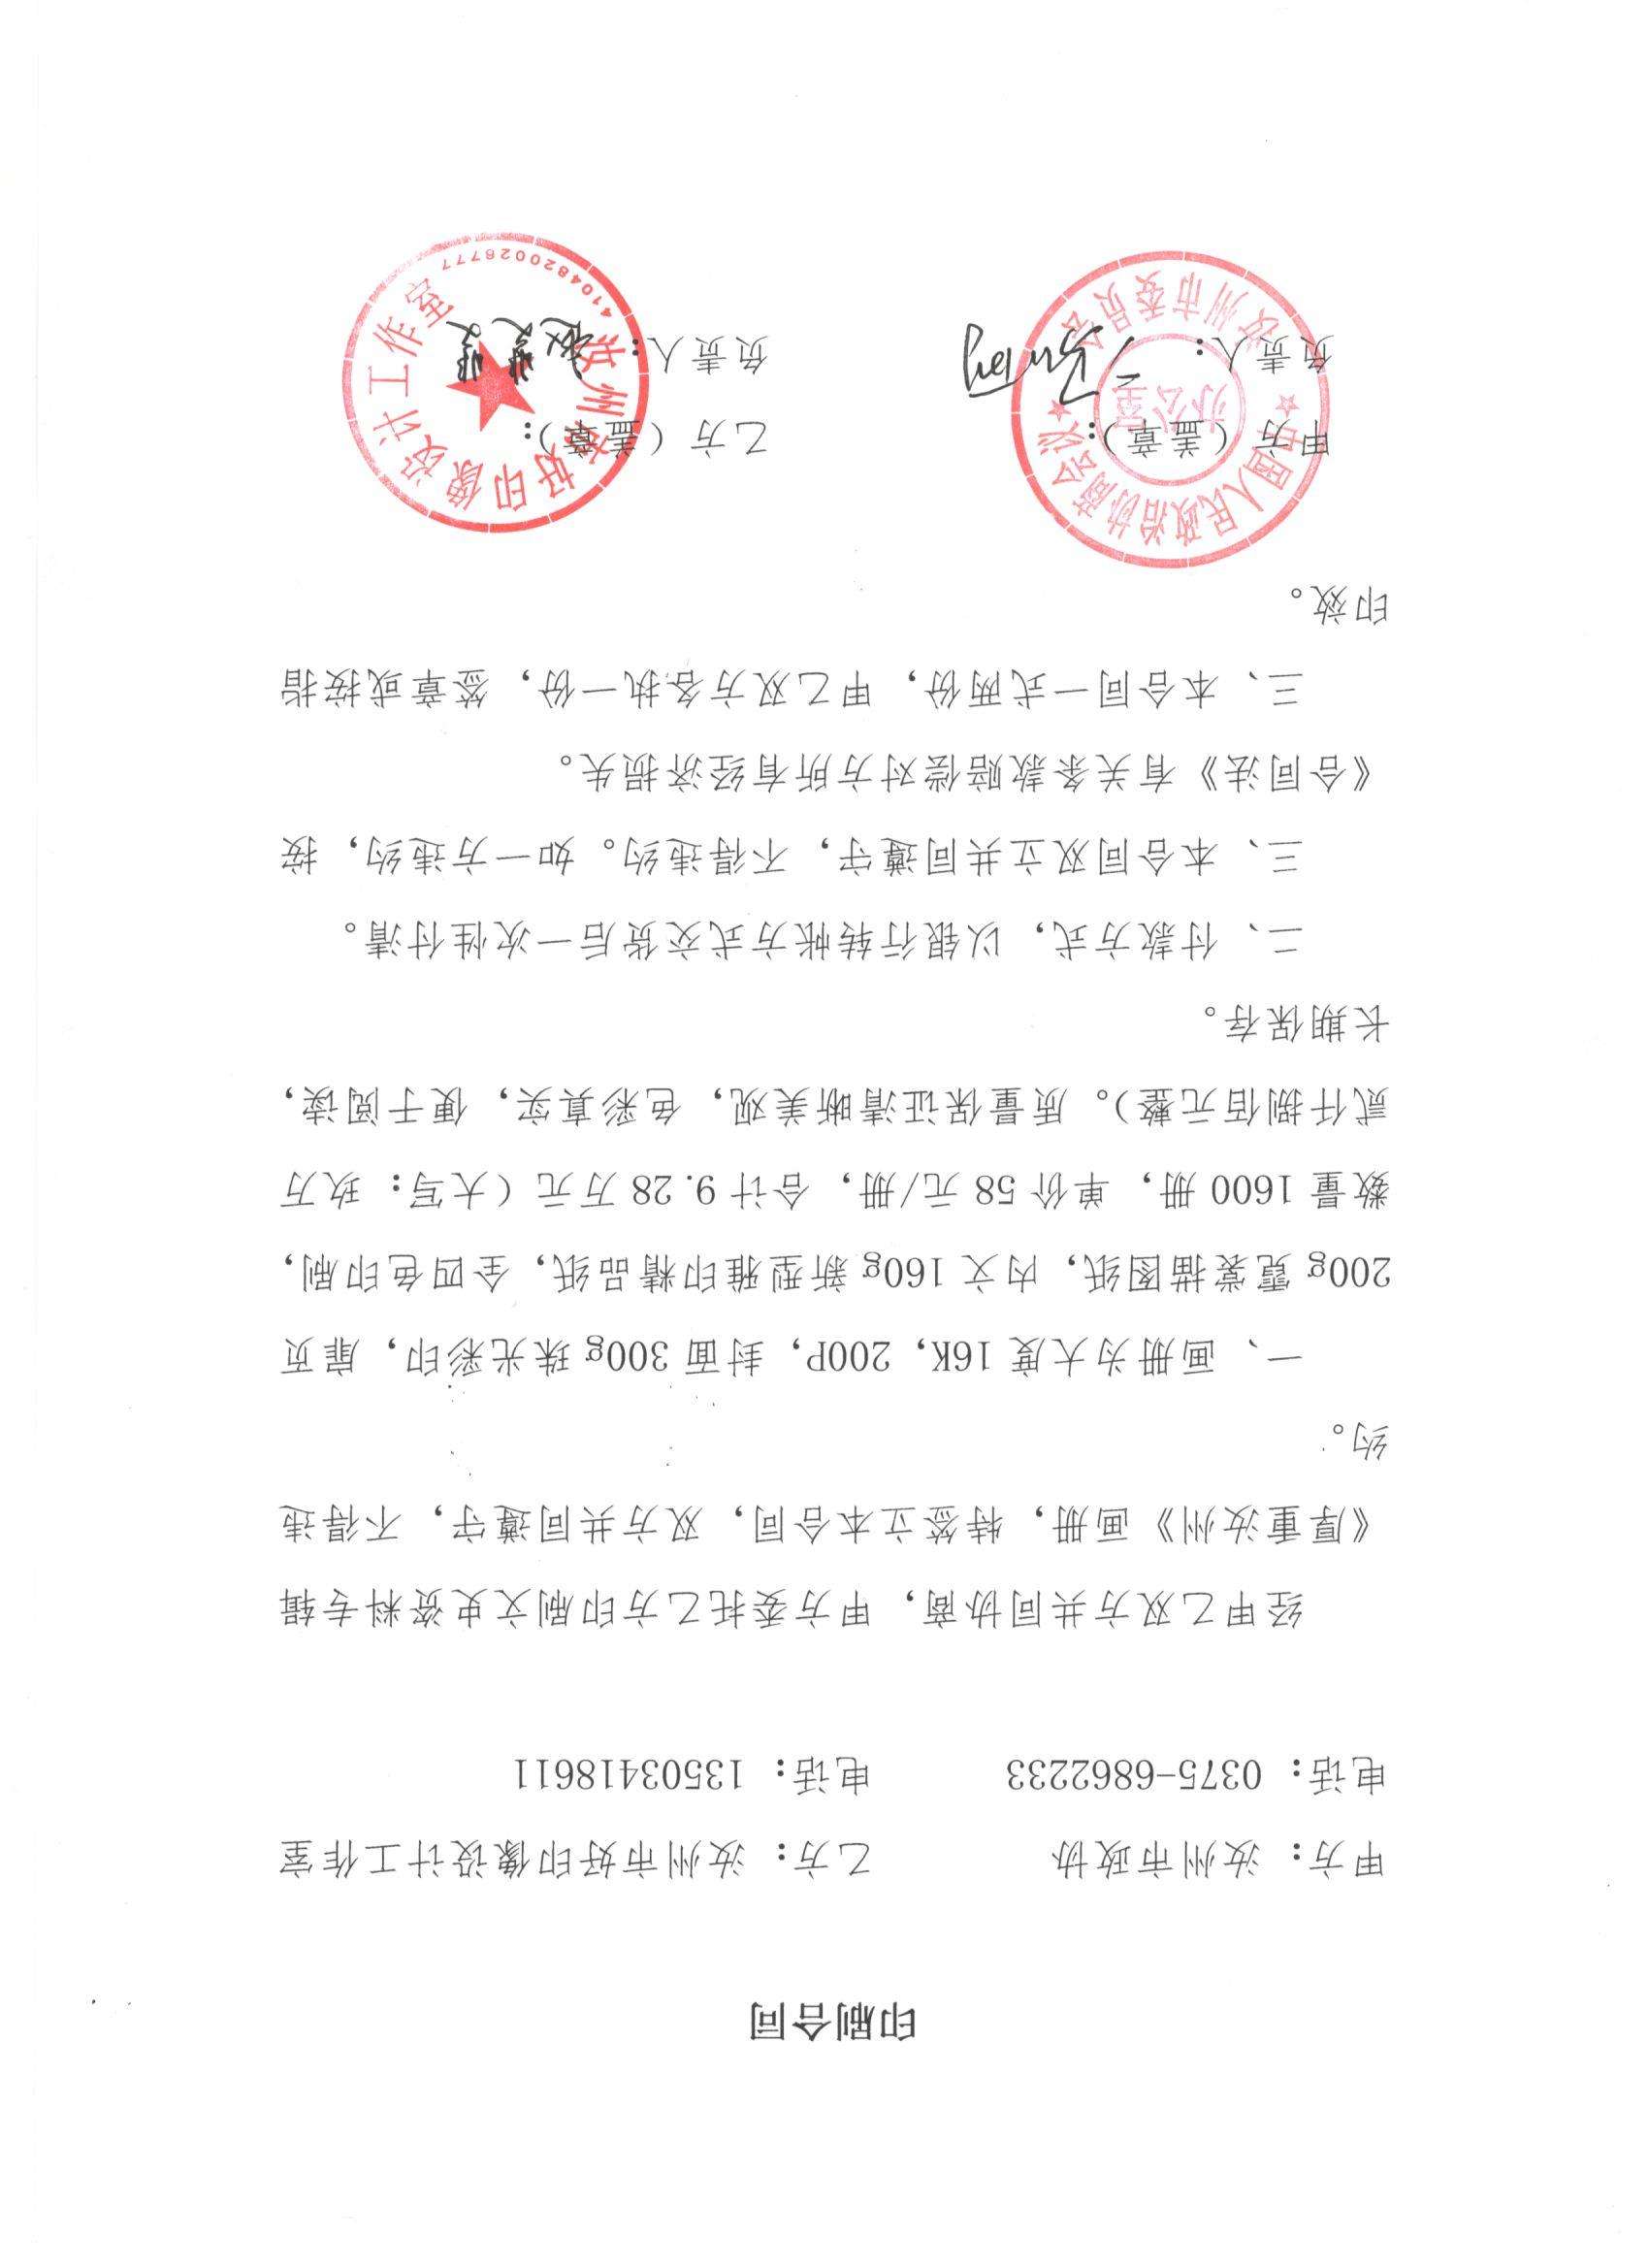 印刷合同
甲方：汝州市政协 乙方：汝州市好印像设计工作室
电话：0375-6862233 电话：13503418611
经甲乙双方共同协商，甲方委托乙方印刷文史资料专辑
《厚重汝州》画册，特签立本合同，双方共同遵守，不得违
约。
一、画册为大度16K，200P，封面300g珠光彩印，扉页
200g霓裳描图纸，内文160g新型雅印精品纸，全四色印刷，
数量1600册，单价58元/册，合计9.28万元（大写：玖万
贰仟捌佰元整）。质量保证清晰美观，色彩真实，便于阅读，
长期保存。
二、付款方式，以银行转帐方式交货后一次性付清。
三、本合同双立共同遵守，不得违约。如一方违约，按
《合同法》有关条款赔偿对方所有经济损失。
三、本合同一式两份，甲乙双方各执一份，签章或按指
印效。
甲方（盖章）： 乙方（盖章）：
负责人： 负责人：赵斐斐
中国人民政治协商会议
办公室
汝州市委员会
汝州市好印像设计工作室
4104820026777